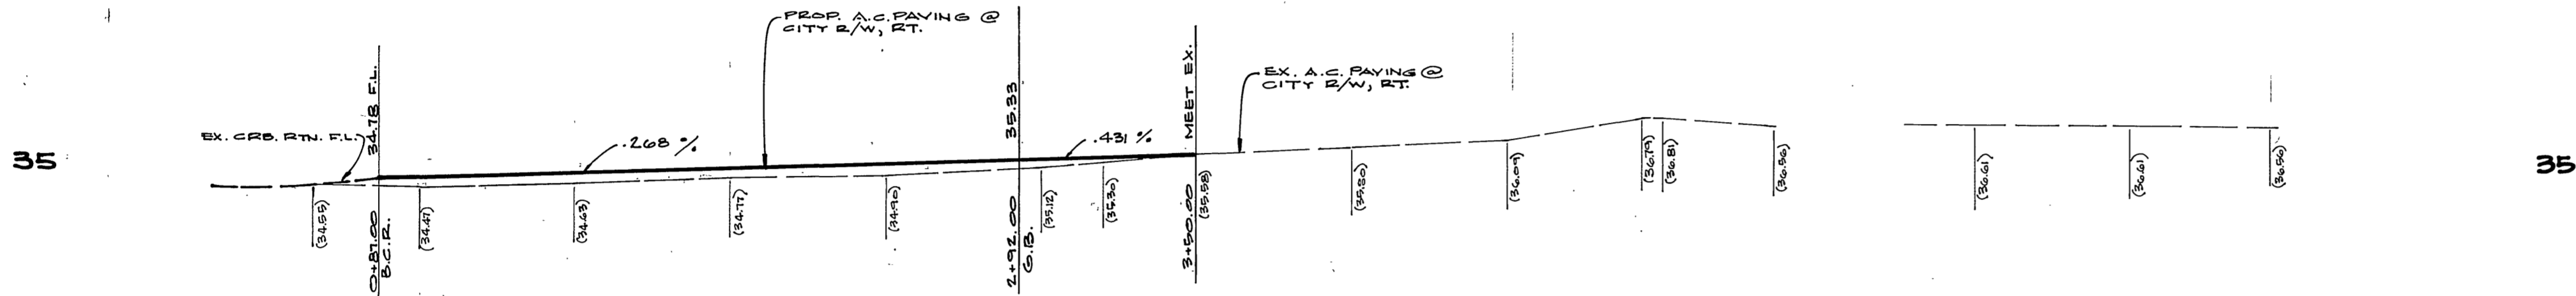 PROP. A.C. PAVING @
CITY R/W, RT.
EX. A.C. PAVING @
CITY R/W, RT.
34.78 F.L.
35.33
MEET EX.
EX. CRB. RTN. F.L.
.268 %
.431 %
35
35
(34.55)
0+87.00
B.C.R.
(34.47)
(34.63)
(34.77)
(34.90)
2+92.00
G.B.
(35.12)
(35.30)
3+50.00
(35.58)
(35.80)
(36.09)
(36.79)
(36.81)
(36.56)
(36.61)
(36.61)
(36.56)